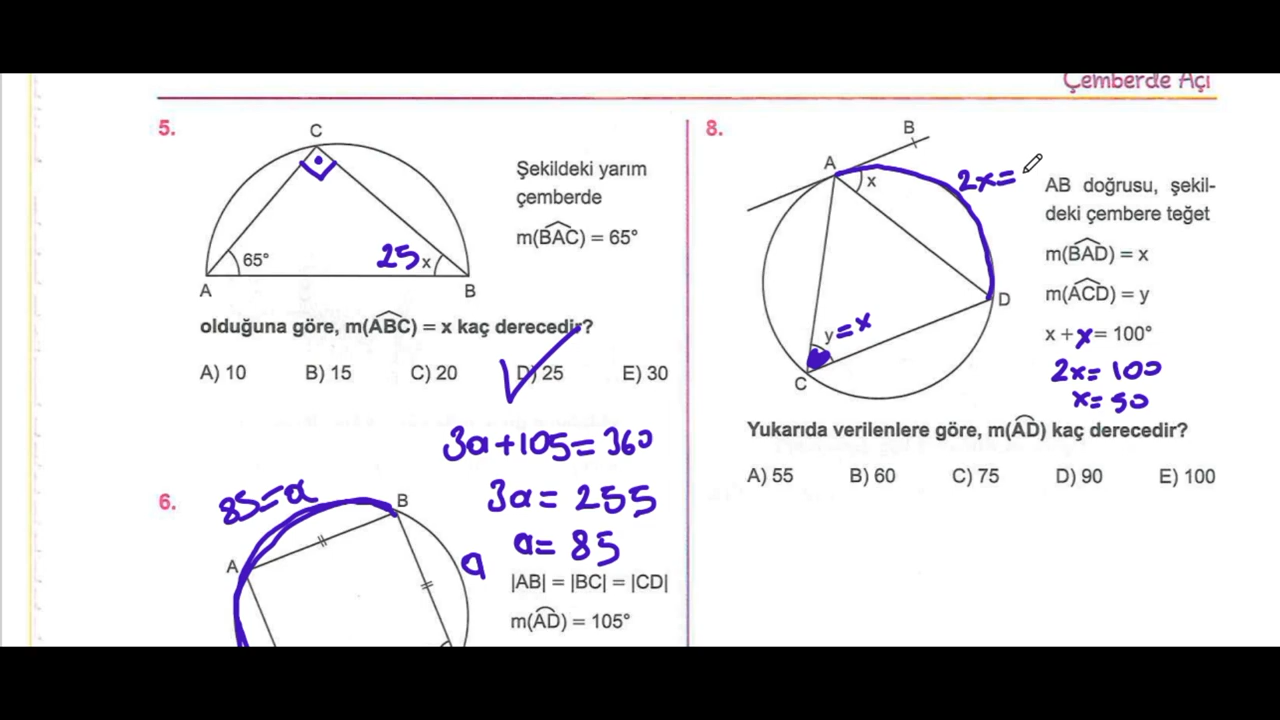 Çemberde Açı
5.
C
65°
25 x
A
B
Şekildeki yarım
çemberde
m(BAC) = 65°
olduğuna göre, m(ABC) = x kaç derecedir?
A) 10 B) 15 C) 20 D) 25 E) 30
3a+105=360
3a=255
a=85
6.
85=a
B
A
a
|AB| = |BC| = |CD|
m(AD) = 105°
8.
B
A
x
2x=
D
y=x
C
AB doğrusu, şekil-
deki çembere teğet
m(BAD) = x
m(ACD) = y
x + x = 100°
2x=100
x=50
Yukarıda verilenlere göre, m(AD) kaç derecedir?
A) 55 B) 60 C) 75 D) 90 E) 100